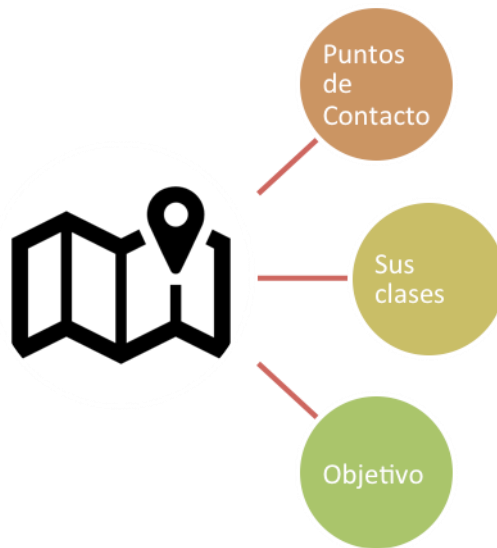 Puntos
de
Contacto
Sus
clases
Objetivo